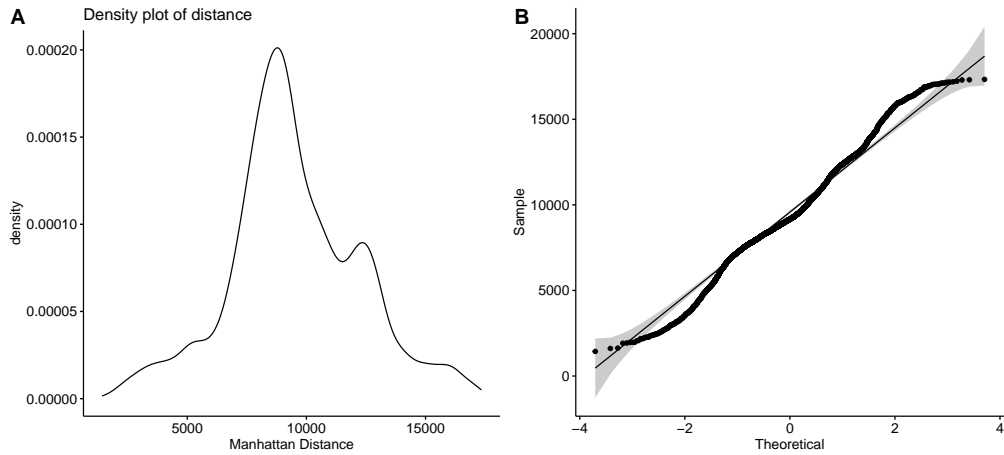 A
Density plot of distance
0.00020
0.00015
0.00010
0.00005
0.00000
density
5000
10000
15000
Manhattan Distance
B
20000
15000
10000
5000
0
Sample
−4
−2
0
2
4
Theoretical